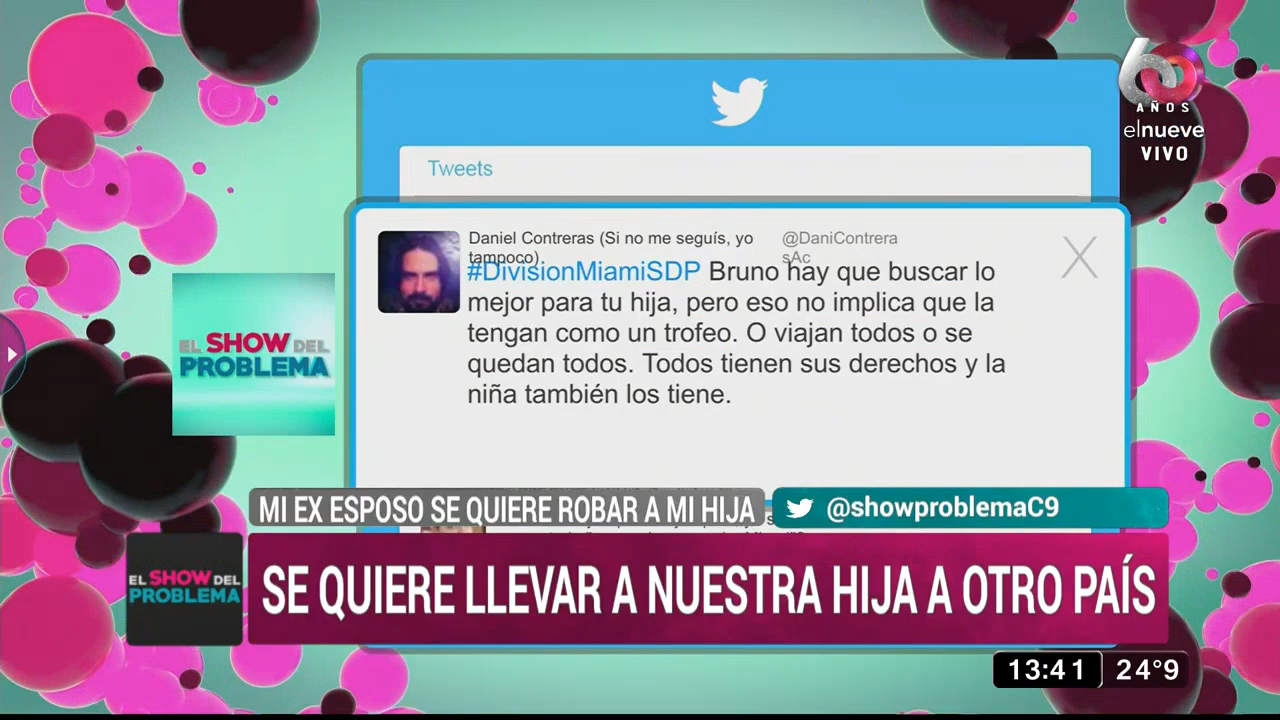 60
AÑOS
elnueve
VIVO
Tweets
Daniel Contreras (Si no me seguís, yo
tampoco)
@DaniContrera
sAc
#DivisionMiamiSDP Bruno hay que buscar lo
mejor para tu hija, pero eso no implica que la
tengan como un trofeo. O viajan todos o se
quedan todos. Todos tienen sus derechos y la
niña también los tiene.
EL SHOW DEL
PROBLEMA
MI EX ESPOSO SE QUIERE ROBAR A MI HIJA
@showproblemaC9
EL SHOW DEL
PROBLEMA
SE QUIERE LLEVAR A NUESTRA HIJA A OTRO PAÍS
13:41 24°9